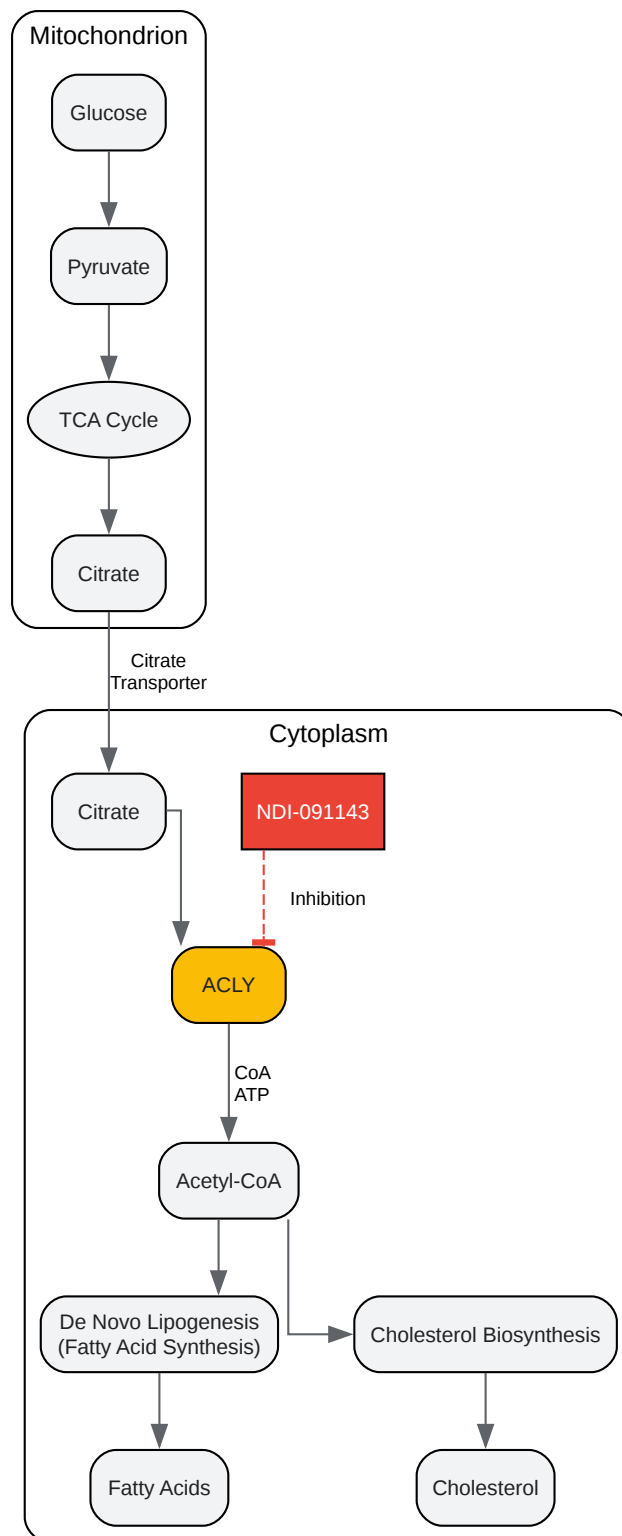 Mitochondrion
Glucose
Pyruvate
TCA Cycle
Citrate
Citrate
Transporter
Cytoplasm
Citrate
NDI-091143
Inhibition
ACLY
CoA
ATP
Acetyl-CoA
De Novo Lipogenesis
(Fatty Acid Synthesis)
Cholesterol Biosynthesis
Fatty Acids
Cholesterol